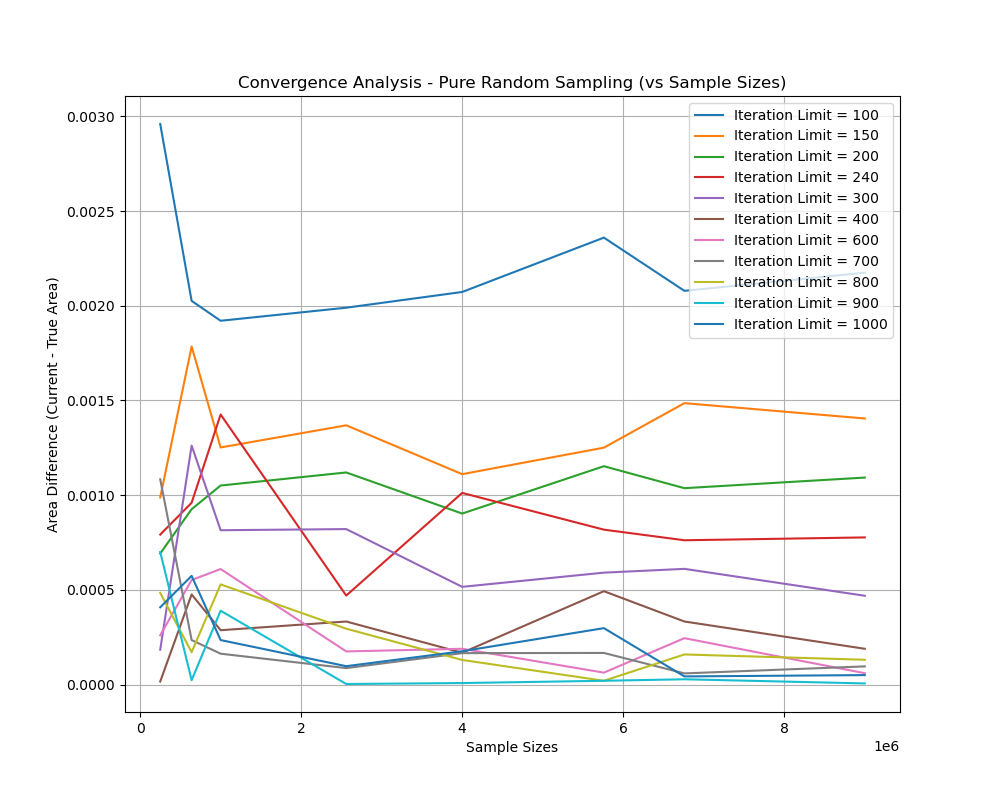 Convergence Analysis - Pure Random Sampling (vs Sample Sizes)
Area Difference (Current - True Area)
0.0030
0.0025
0.0020
0.0015
0.0010
0.0005
0.0000
Iteration Limit = 100
Iteration Limit = 150
Iteration Limit = 200
Iteration Limit = 240
Iteration Limit = 300
Iteration Limit = 400
Iteration Limit = 600
Iteration Limit = 700
Iteration Limit = 800
Iteration Limit = 900
Iteration Limit = 1000
0 2 4 6 8
1e6
Sample Sizes